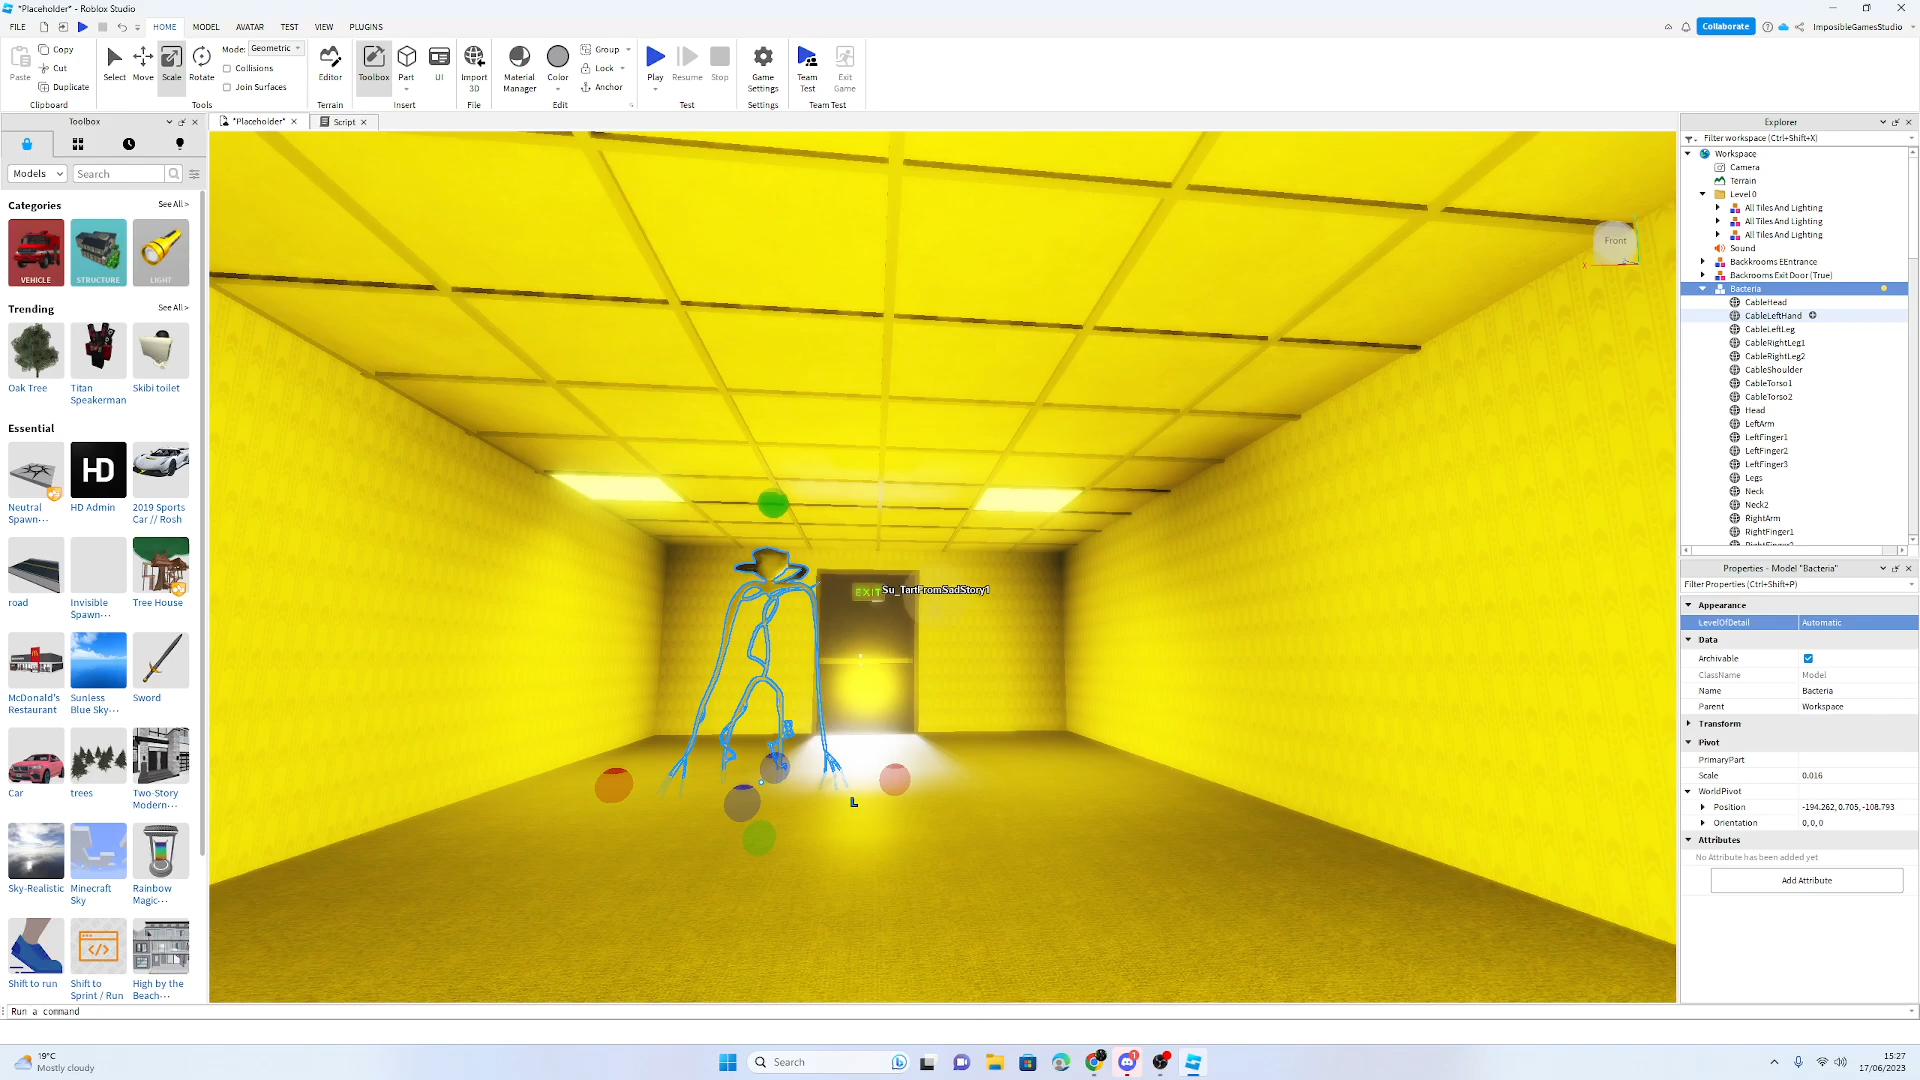 *Placeholder* - Roblox Studio
FILE
HOME MODEL AVATAR TEST VIEW PLUGINS
Collaborate
ImposibleGamesStudio
Paste
Copy
Cut
Duplicate
Clipboard
Select
Move
Scale
Rotate
Mode: Geometric
Collisions
Join Surfaces
Tools
Editor
Terrain
Toolbox
Part
UI
Insert
Import
3D
File
Material
Manager
Color
Group
Lock
Anchor
Edit
Play
Resume
Stop
Test
Game
Settings
Settings
Team
Test
Exit
Game
Team Test
Toolbox
*Placeholder*
Script
Models
Search
Categories
See All >
VEHICLE
STRUCTURE
LIGHT
Trending
See All >
Oak Tree
Titan
Speakerman
Skibi toilet
Essential
See All >
HD
Neutral
Spawn···
HD Admin
2019 Sports
Car // Rosh
road
Invisible
Spawn···
Tree House
McDonald's
Restaurant
Sunless
Blue Sky···
Sword
Car
trees
Two-Story
Modern···
Sky-Realistic
Minecraft
Sky
Rainbow
Magic···
Shift to run
Shift to
Sprint / Run
High by the
Beach···
EXIT
Su_TartFromSadStory1
L
Front
X
Explorer
Filter workspace (Ctrl+Shift+X)
Workspace
Camera
Terrain
Level 0
All Tiles And Lighting
All Tiles And Lighting
All Tiles And Lighting
Sound
Backkrooms EEntrance
Backrooms Exit Door (True)
Bacteria
CableHead
CableLeftHand
CableLeftLeg
CableRightLeg1
CableRightLeg2
CableShoulder
CableTorso1
CableTorso2
Head
LeftArm
LeftFinger1
LeftFinger2
LeftFinger3
Legs
Neck
Neck2
RightArm
RightFinger1
Properties - Model "Bacteria"
Filter Properties (Ctrl+Shift+P)
Appearance
LevelOfDetail Automatic
Data
Archivable
ClassName Model
Name Bacteria
Parent Workspace
Transform
Pivot
PrimaryPart
Scale 0.016
WorldPivot
Position -194.262, 0.705, -108.793
Orientation 0, 0, 0
Attributes
No Attribute has been added yet
Add Attribute
Run a command
19°C
Mostly cloudy
Search
1
15:27
17/06/2023